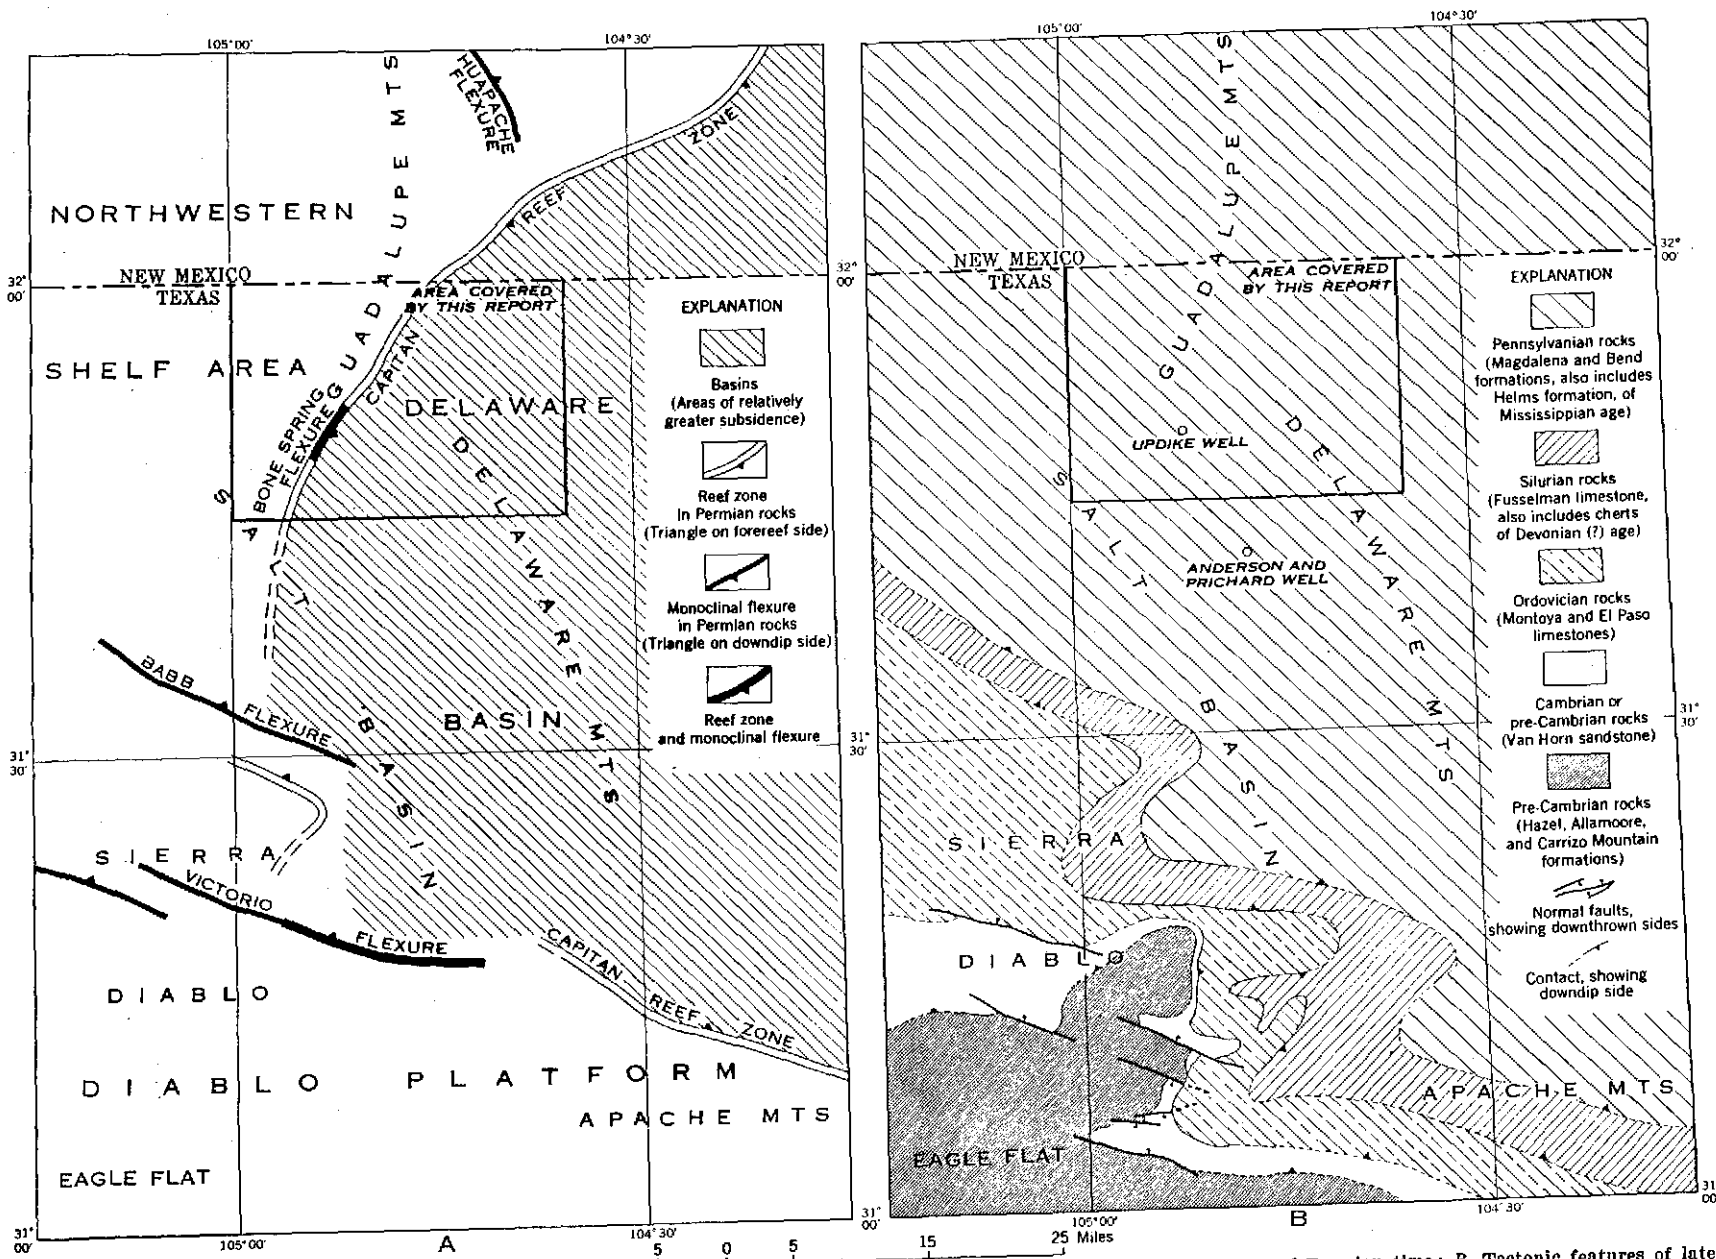 105°00'
104°30'
HUAPACHE
FLEXURE
GUADALUPE MTS
ZONE
REEF
CAPITAN
NORTHWESTERN
SHELF AREA
32°
00'
NEW MEXICO
TEXAS
32°
00'
AREA COVERED
BY THIS REPORT
BONE SPRING
FLEXURE
DELAWARE
BASIN
DELAWARE MTS
SALT BASIN
BABB
FLEXURE
31°
30'
31°
30'
SIERRA
VICTORIO
FLEXURE
DIABLO
CAPITAN
REEF
ZONE
DIABLO PLATFORM
APACHE MTS
EAGLE FLAT
31°
00'
105°00'
104°30'
A
EXPLANATION
Basins
(Areas of relatively
greater subsidence)
Reef zone
in Permian rocks
(Triangle on forereef side)
Monoclinal flexure
in Permian rocks
(Triangle on downdip side)
Reef zone
and monoclinal flexure
105°00'
104°30'
GUADALUPE MTS
NEW MEXICO
TEXAS
32°
00'
AREA COVERED
BY THIS REPORT
UPDIKE WELL
DELAWARE MTS
SALT BASIN
ANDERSON AND
PRICHARD WELL
31°
30'
SIERRA
DIABLO
APACHE MTS
EAGLE FLAT
31°
00'
31°
00'
105°00'
104°30'
B
EXPLANATION
Pennsylvanian rocks
(Magdalena and Bend
formations, also includes
Helms formation, of
Mississippian age)
Silurian rocks
(Fusselman limestone,
also includes cherts
of Devonian (?) age)
Ordovician rocks
(Montoya and El Paso
limestones)
Cambrian or
pre-Cambrian rocks
(Van Horn sandstone)
Pre-Cambrian rocks
(Hazel, Allamoore,
and Carrizo Mountain
formations)
Normal faults,
showing downthrown sides
Contact, showing
downdip side
5 0 5 15 25 Miles
time; B, Tectonic features of late